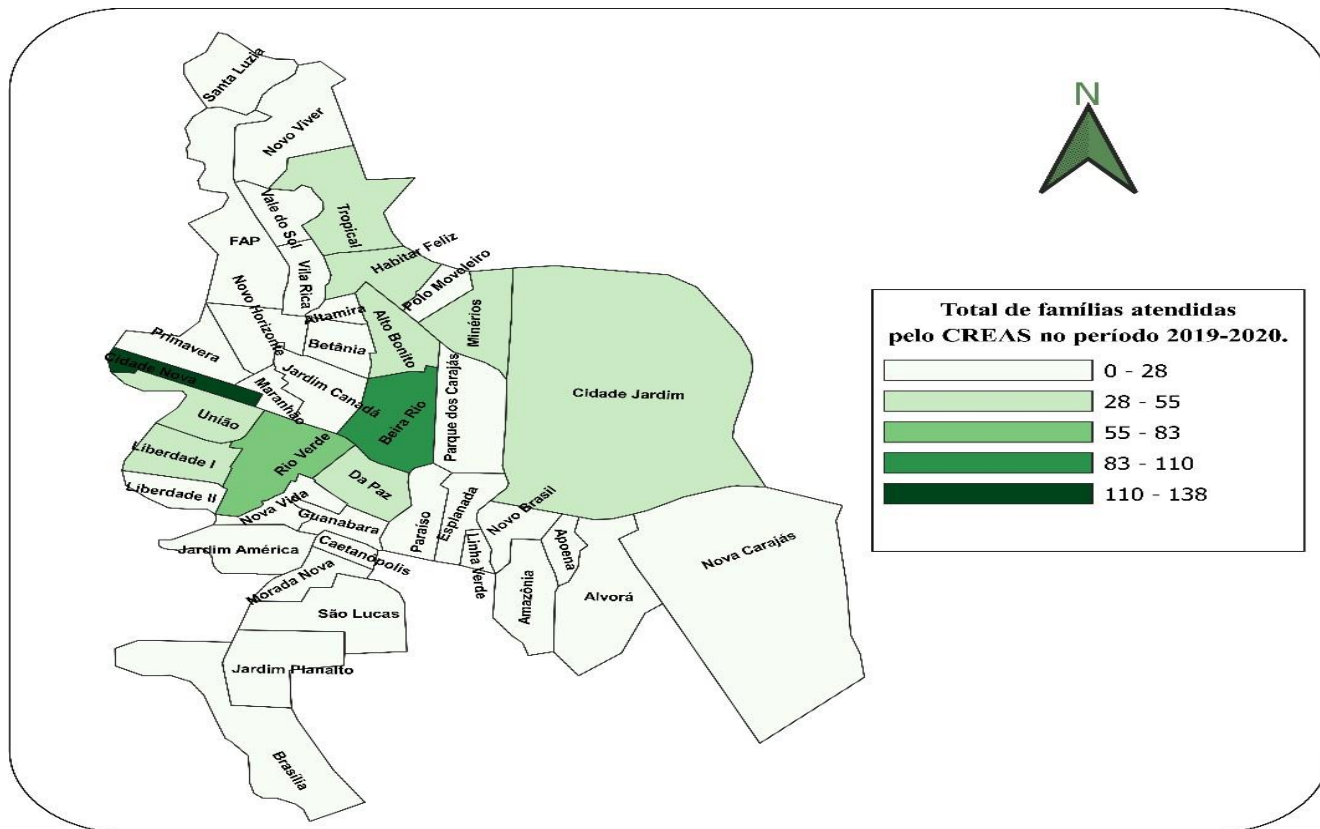 N
Santa Luzia
Novo Viver
Vale do Sol
Tropical
FAP
Vila Rica
Habitar Feliz
Polo Moveleiro
Novo Horizonte
Altamira
Alto Bonito
Minérios
Primavera
Betânia
Cidade Nova
Jardim Canadá
Maranhão
Parque dos Carajás
Cidade Jardim
Beira Rio
União
Rio Verde
Liberdade I
Da Paz
Liberdade II
Nova Vida
Guanabara
Paraíso
Esplanada
Novo Brasil
Linha Verde
Apoena
Jardim América
Caetanópolis
Nova Carajás
Morada Nova
Amazônia
Alvorá
São Lucas
Jardim Planalto
Brasília
Total de famílias atendidas
pelo CREAS no período 2019-2020.
0 - 28
28 - 55
55 - 83
83 - 110
110 - 138